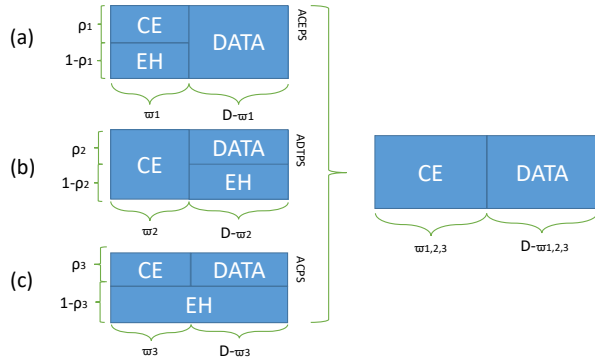 (a)
ρ1
1-ρ1
CE
EH
DATA
ACEPS
ϖ1
D-ϖ1
(b)
ρ2
1-ρ2
CE
DATA
EH
ADTPS
ϖ2
D-ϖ2
(c)
ρ3
1-ρ3
CE
DATA
EH
ACPS
ϖ3
D-ϖ3
CE
DATA
ϖ1,2,3
D-ϖ1,2,3